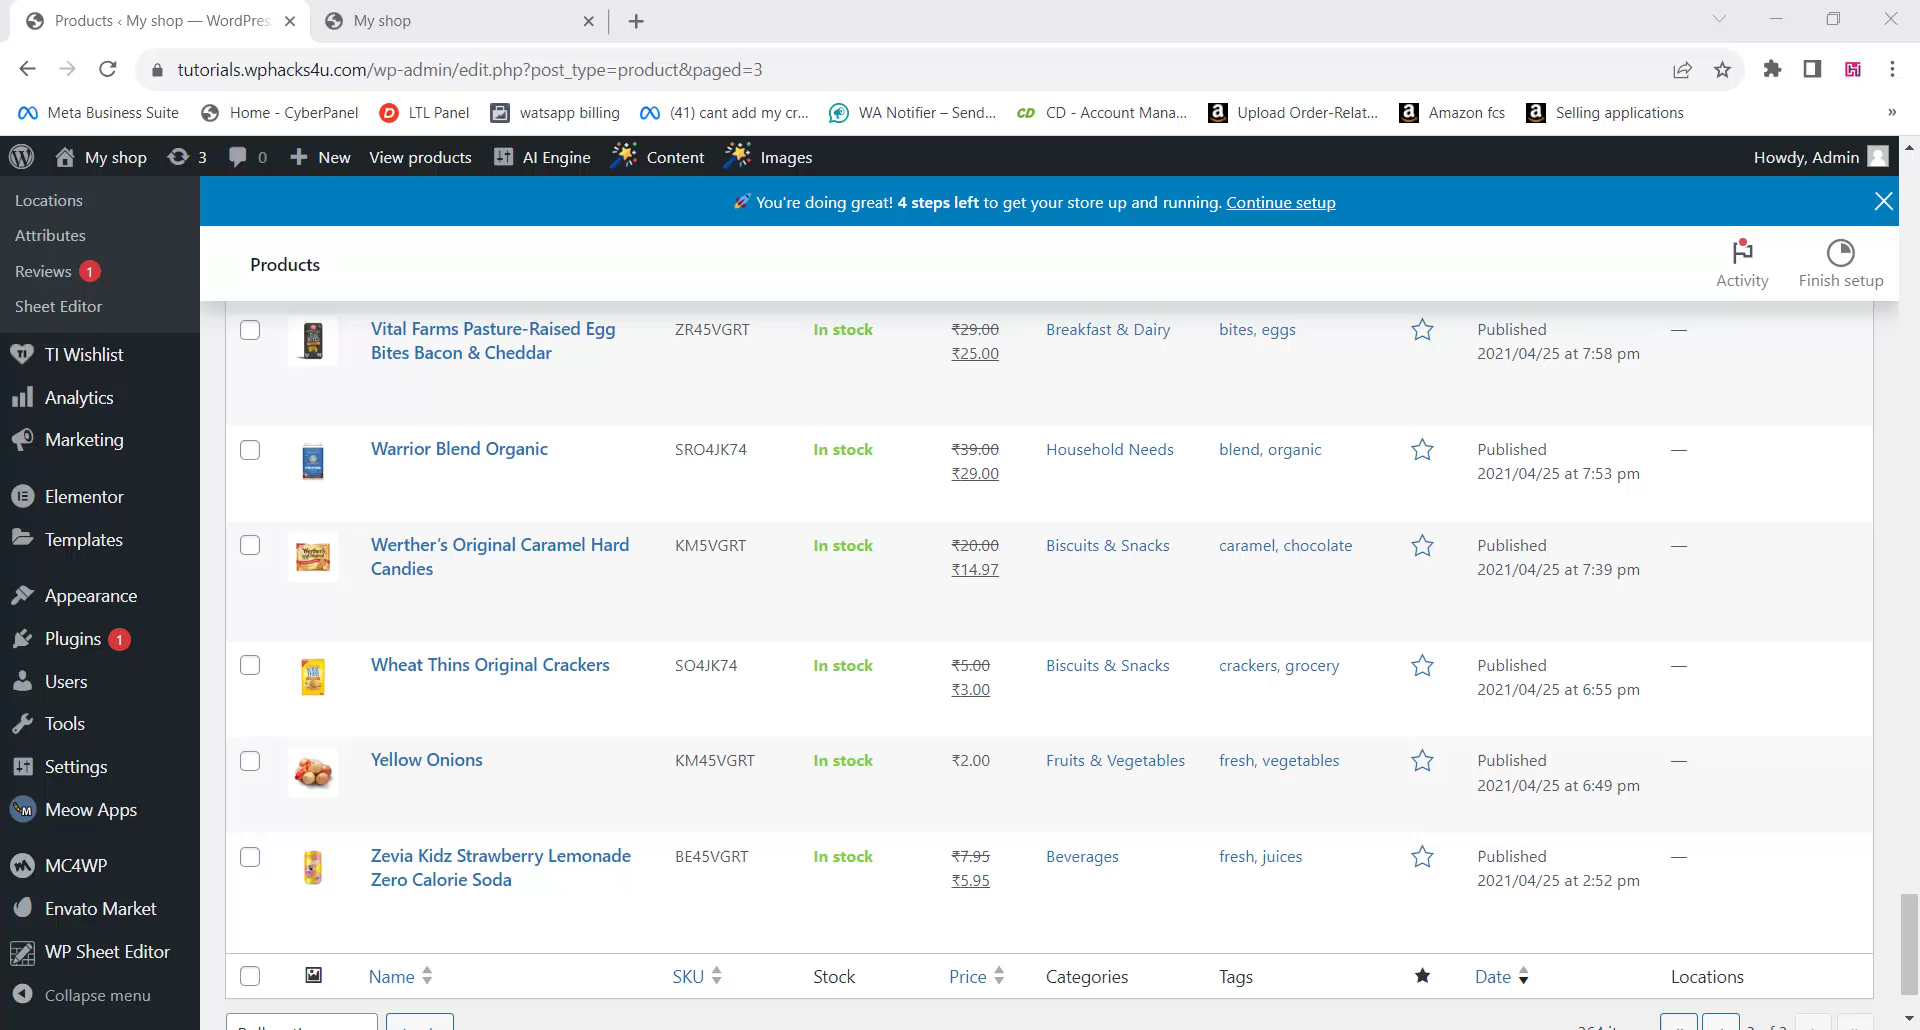 Products ‹ My shop — WordPres
My shop
tutorials.wphacks4u.com/wp-admin/edit.php?post_type=product&paged=3
Meta Business Suite
Home - CyberPanel
LTL Panel
watsapp billing
(41) cant add my cr...
WA Notifier – Send...
CD - Account Mana...
Upload Order-Relat...
Amazon fcs
Selling applications
»
My shop
3
0
New
View products
AI Engine
Content
Images
Howdy, Admin
You're doing great! 4 steps left to get your store up and running. Continue setup
Locations
Attributes
Reviews 1
Sheet Editor
TI Wishlist
Analytics
Marketing
Elementor
Templates
Appearance
Plugins 1
Users
Tools
Settings
Meow Apps
MC4WP
Envato Market
WP Sheet Editor
Collapse menu
Products
Activity
Finish setup
Vital Farms Pasture-Raised Egg
Bites Bacon & Cheddar
ZR45VGRT
In stock
₹29.00
₹25.00
Breakfast & Dairy
bites, eggs
Published
2021/04/25 at 7:58 pm
—
Warrior Blend Organic
SRO4JK74
In stock
₹39.00
₹29.00
Household Needs
blend, organic
Published
2021/04/25 at 7:53 pm
—
Werther’s Original Caramel Hard
Candies
KM5VGRT
In stock
₹20.00
₹14.97
Biscuits & Snacks
caramel, chocolate
Published
2021/04/25 at 7:39 pm
—
Wheat Thins Original Crackers
SO4JK74
In stock
₹5.00
₹3.00
Biscuits & Snacks
crackers, grocery
Published
2021/04/25 at 6:55 pm
—
Yellow Onions
KM45VGRT
In stock
₹2.00
Fruits & Vegetables
fresh, vegetables
Published
2021/04/25 at 6:49 pm
—
Zevia Kidz Strawberry Lemonade
Zero Calorie Soda
BE45VGRT
In stock
₹7.95
₹5.95
Beverages
fresh, juices
Published
2021/04/25 at 2:52 pm
—
Name
SKU
Stock
Price
Categories
Tags
Date
Locations